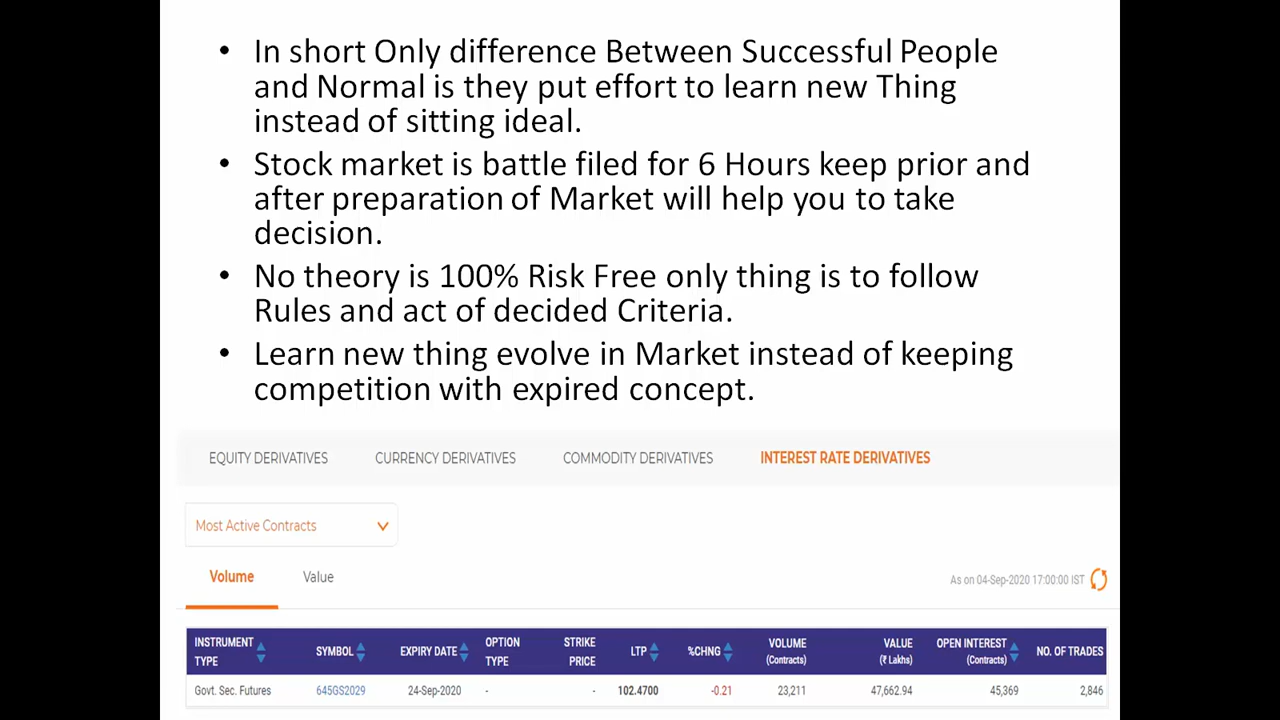 • In short Only difference Between Successful People
and Normal is they put effort to learn new Thing
instead of sitting ideal.
• Stock market is battle filed for 6 Hours keep prior and
after preparation of Market will help you to take
decision.
• No theory is 100% Risk Free only thing is to follow
Rules and act of decided Criteria.
• Learn new thing evolve in Market instead of keeping
competition with expired concept.
EQUITY DERIVATIVES CURRENCY DERIVATIVES COMMODITY DERIVATIVES INTEREST RATE DERIVATIVES
Most Active Contracts
Volume Value
As on 04-Sep-2020 17:00:00 IST
INSTRUMENT TYPE SYMBOL EXPIRY DATE OPTION TYPE STRIKE PRICE LTP %CHNG VOLUME (Contracts) VALUE (₹ Lakhs) OPEN INTEREST (Contracts) NO. OF TRADES
Govt. Sec. Futures 645GS2029 24-Sep-2020 - - 102.4700 -0.21 23,211 47,662.94 45,369 2,846